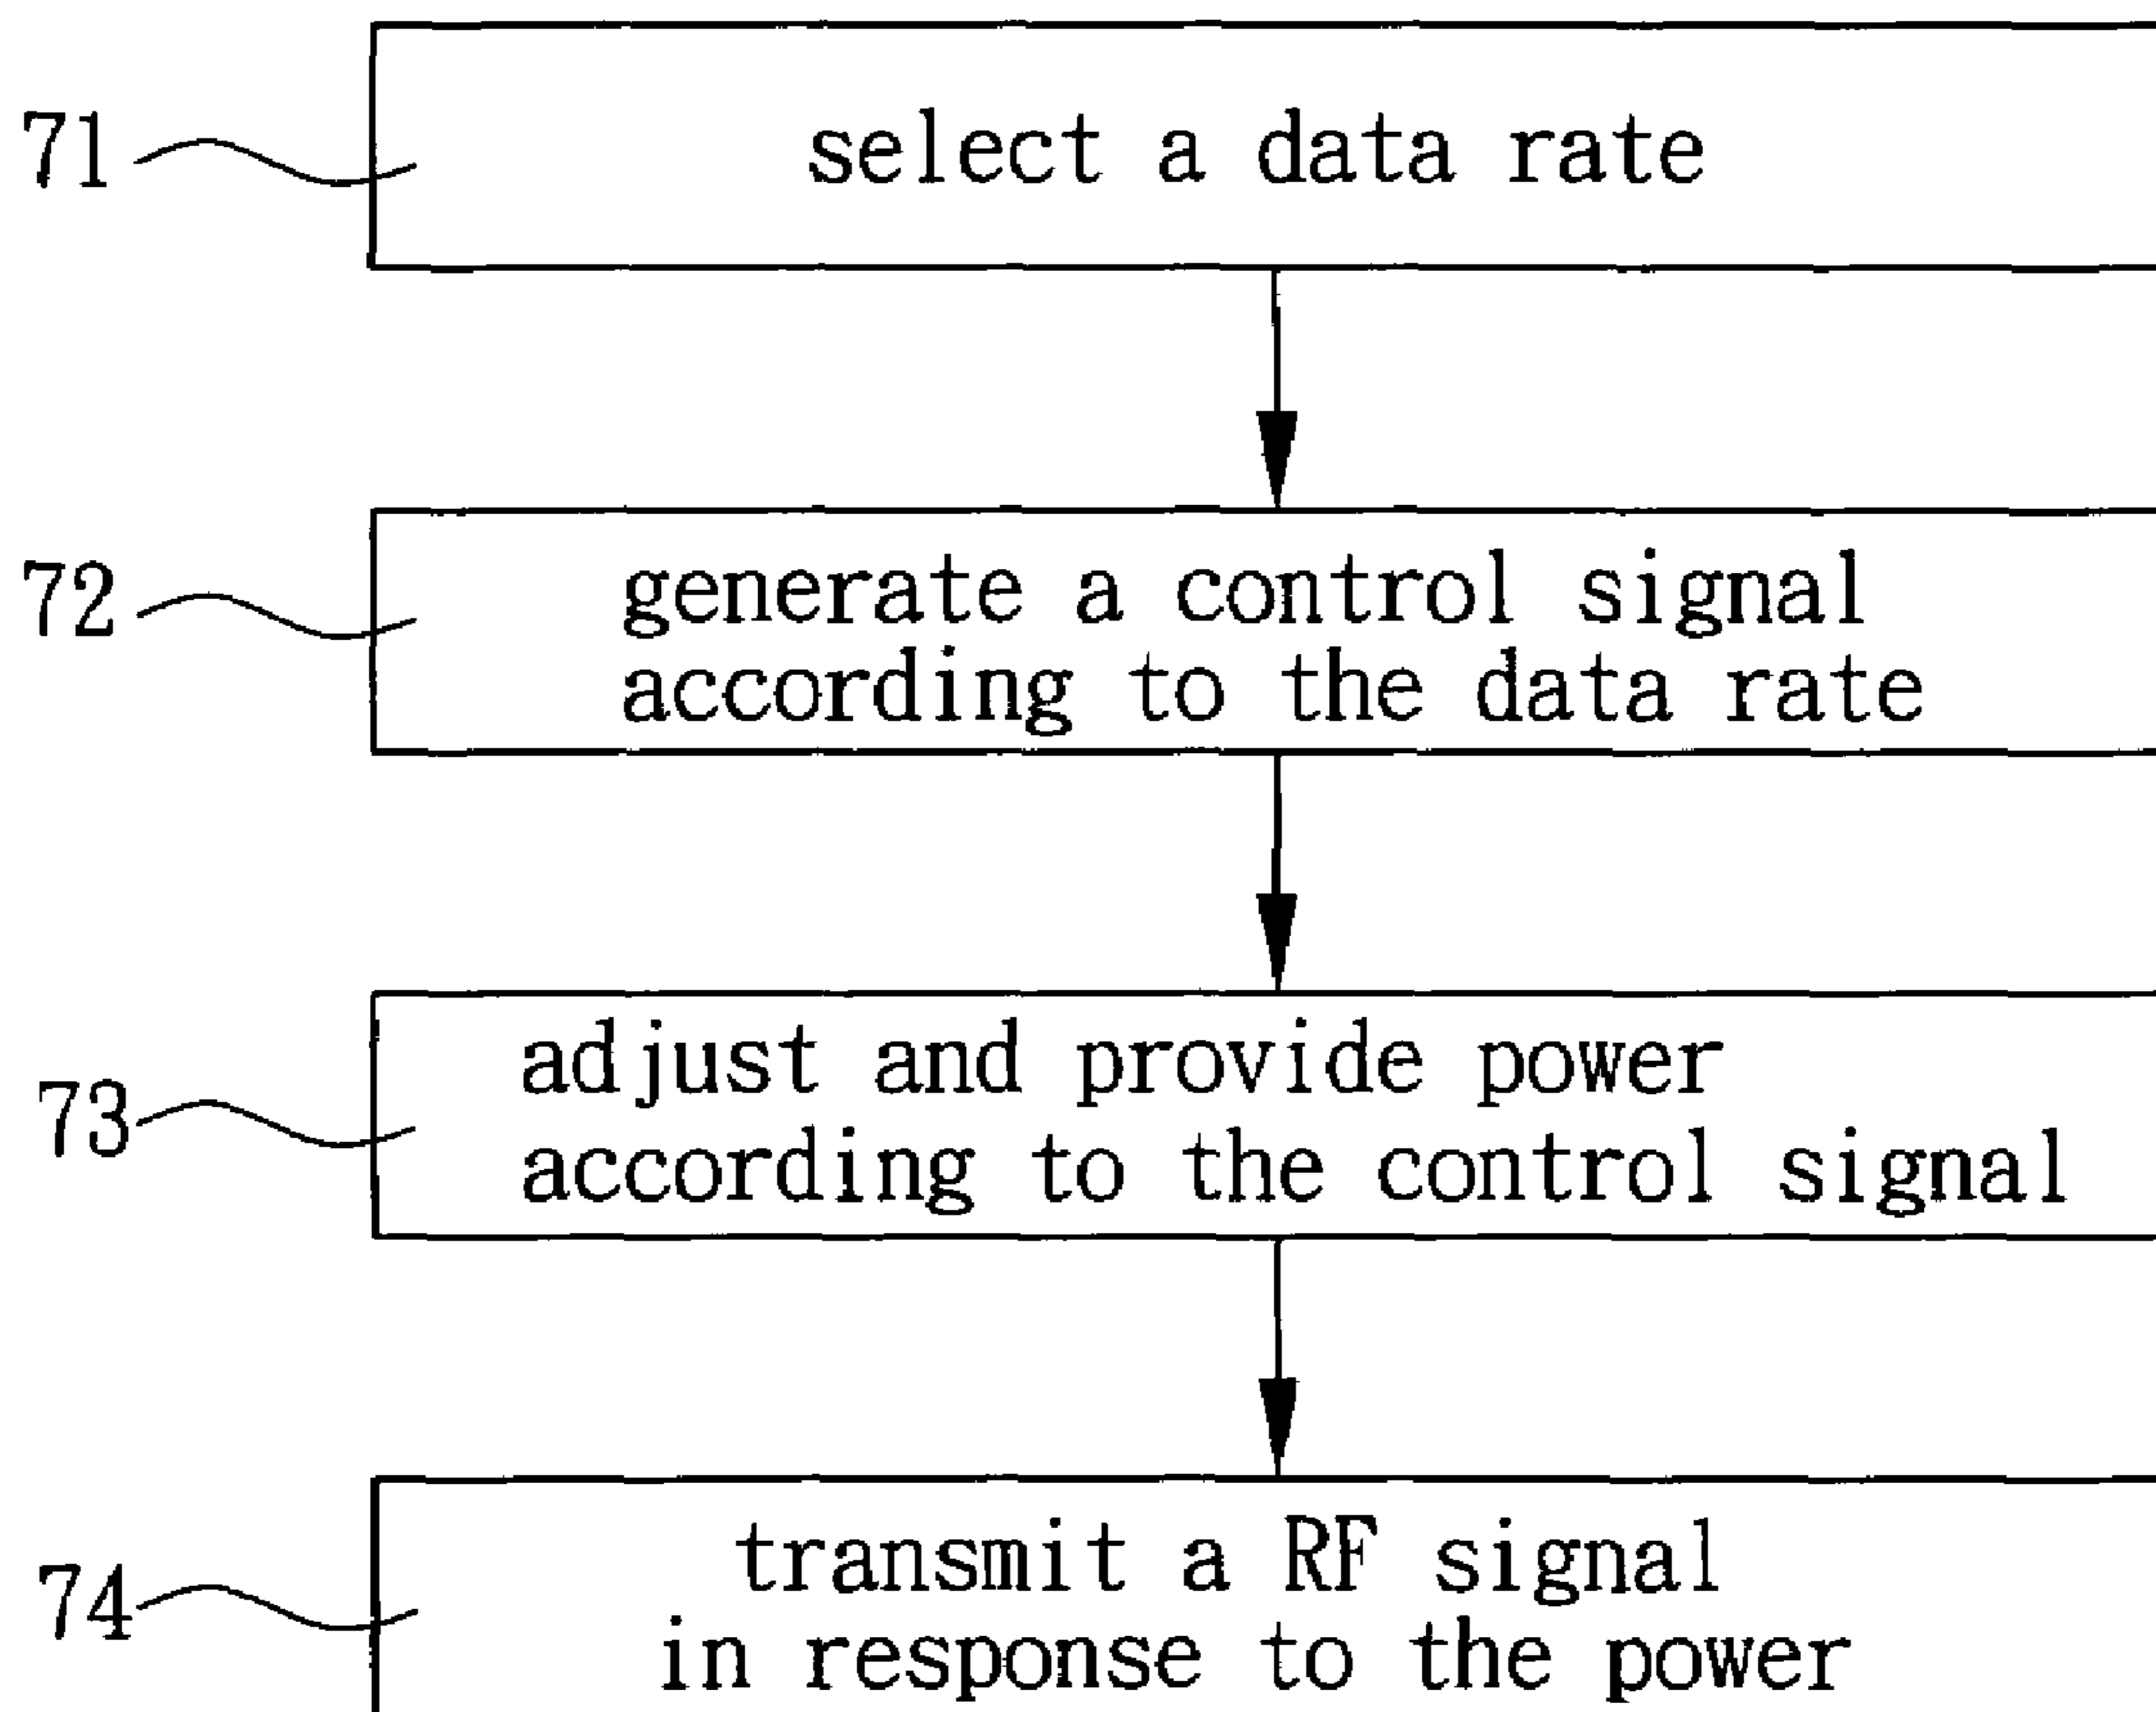 71
select a data rate
72
generate a control signal
according to the data rate
73
adjust and provide power
according to the control signal
74
transmit a RF signal
in response to the power